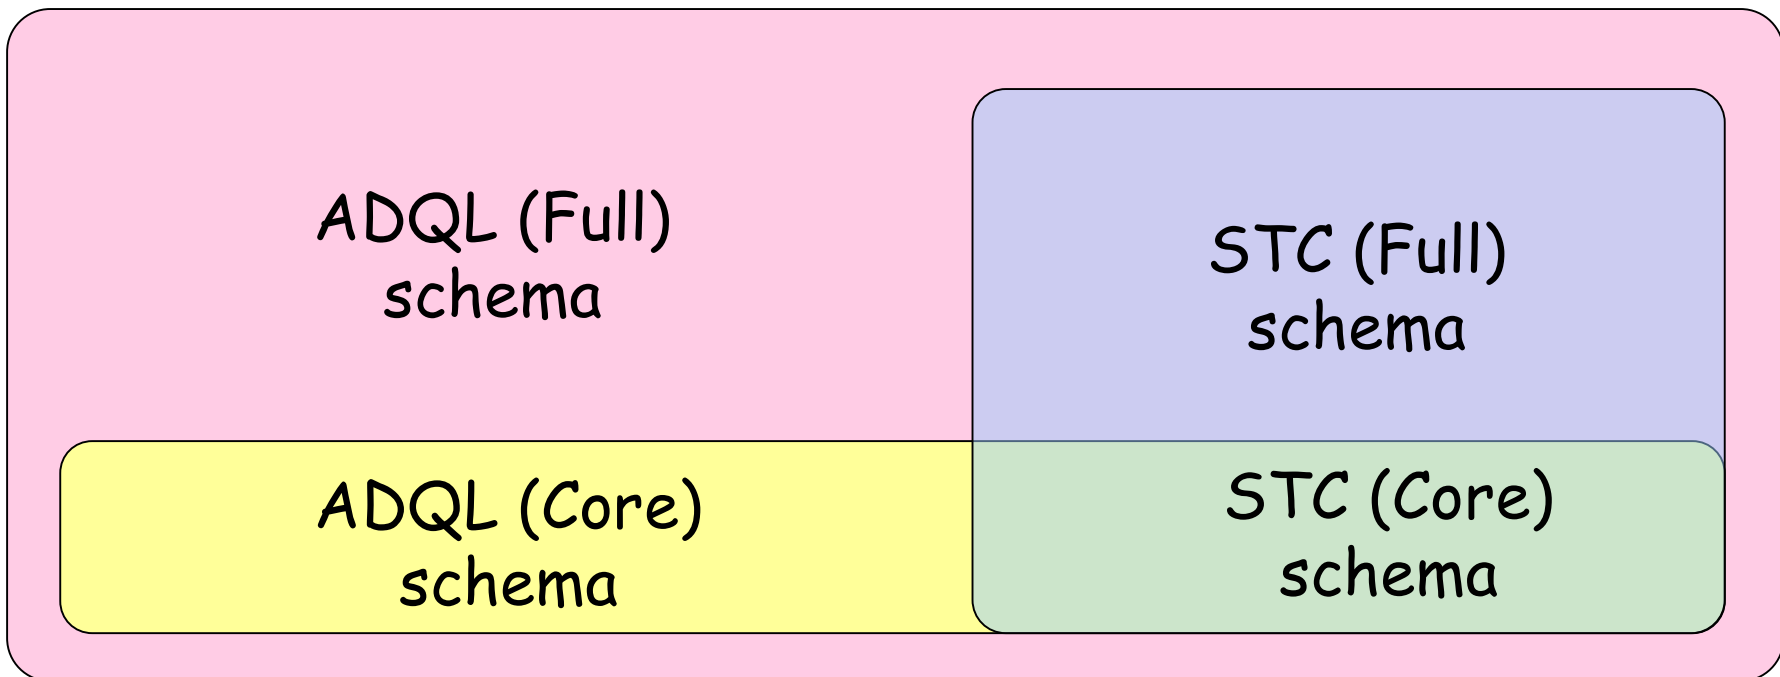 ADQL (Full)
schema
STC (Full)
schema
ADQL (Core)
schema
STC (Core)
schema